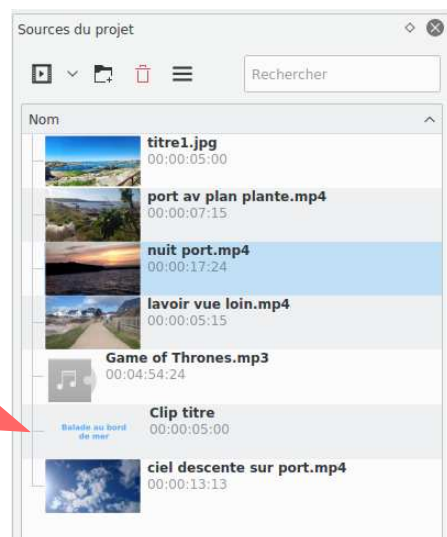 Sources du projet
Rechercher
Nom
titre1.jpg
00:00:05:00
port av plan plante.mp4
00:00:07:15
nuit port.mp4
00:00:17:24
lavoir vue loin.mp4
00:00:05:15
Game of Thrones.mp3
00:04:54:24
Clip titre
00:00:05:00
Balade au bord
de mer
ciel descente sur port.mp4
00:00:13:13